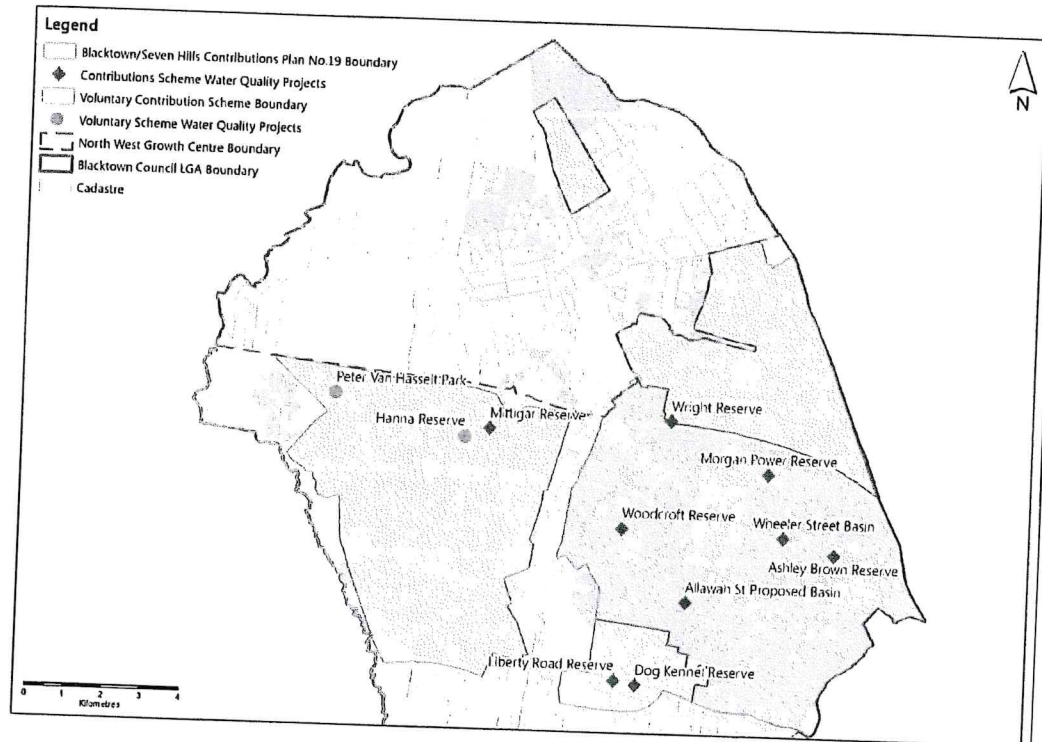 Legend
Blacktown/Seven Hills Contributions Plan No.19 Boundary
Contributions Scheme Water Quality Projects
Voluntary Contribution Scheme Boundary
Voluntary Scheme Water Quality Projects
North West Growth Centre Boundary
Blacktown Council LGA Boundary
Cadastre
N
Peter Van Hasselt Park
Hanna Reserve
Mittigar Reserve
Wright Reserve
Morgan Power Reserve
Woodcroft Reserve
Wheeler Street Basin
Ashley Brown Reserve
Allawah St Proposed Basin
Liberty Road Reserve
Dog Kennel Reserve
0 1 2 3 4
Kilometres